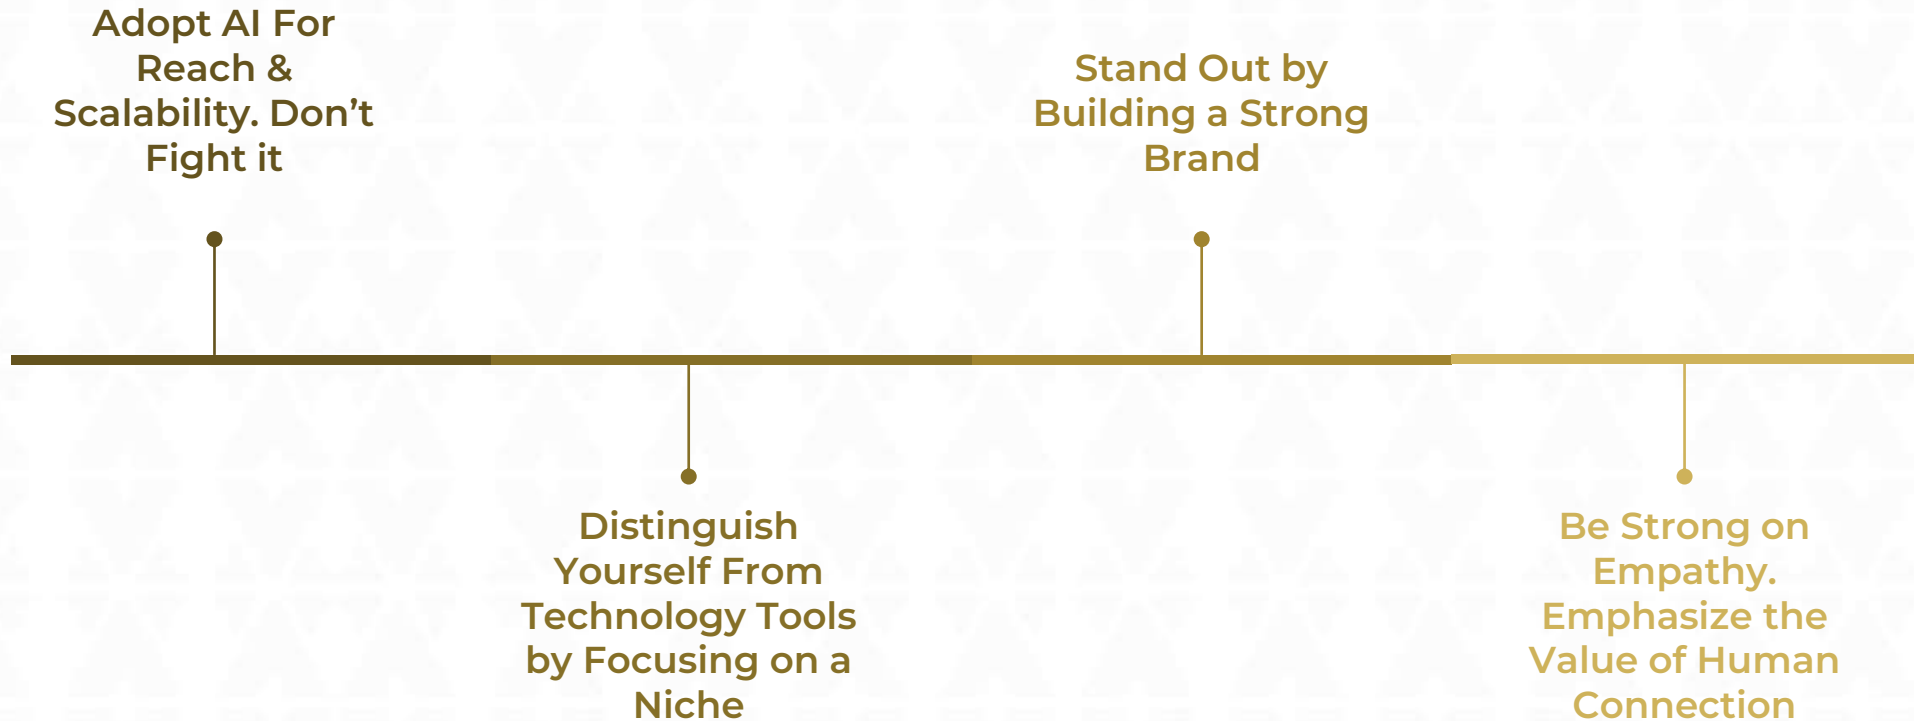 Adopt AI For
Reach &
Scalability. Don’t
Fight it
Distinguish
Yourself From
Technology Tools
by Focusing on a
Niche
Stand Out by
Building a Strong
Brand
Be Strong on
Empathy.
Emphasize the
Value of Human
Connection